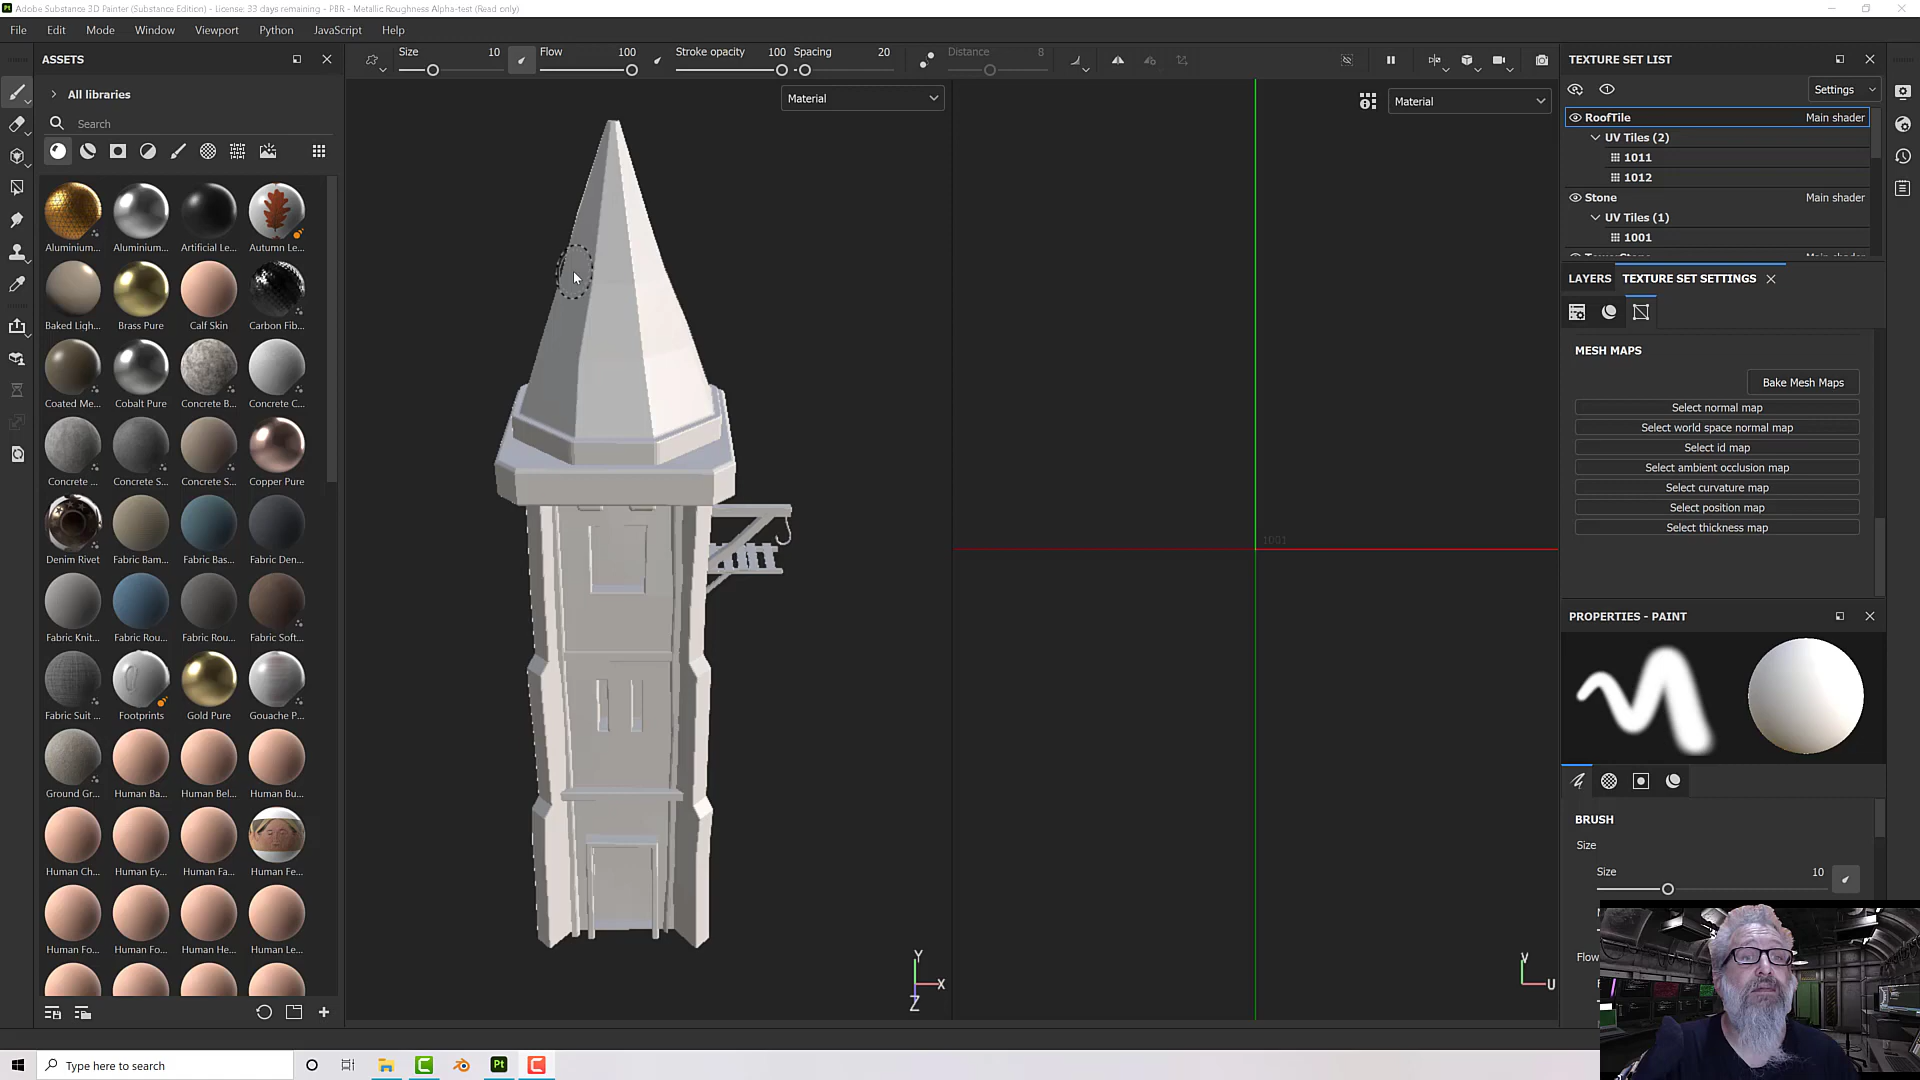 Adobe Substance 3D Painter (Substance Edition) - License: 33 days remaining - PBR - Metallic Roughness Alpha-test (Read only)
File Edit Mode Window Viewport Python JavaScript Help
ASSETS
Size 10 Flow 100 Stroke opacity 100 Spacing 20 Distance 8
All libraries
Search
Material
Material
Aluminium... Aluminium... Artificial Le... Autumn Le...
Baked Ligh... Brass Pure Calf Skin Carbon Fib...
Coated Me... Cobalt Pure Concrete B... Concrete C...
Concrete ... Concrete S... Concrete S... Copper Pure
Denim Rivet Fabric Bam... Fabric Bas... Fabric Den...
Fabric Knit... Fabric Rou... Fabric Rou... Fabric Soft...
Fabric Suit ... Footprints Gold Pure Gouache P...
Ground Gr... Human Ba... Human Bel... Human Bu...
Human Ch... Human Ey... Human Fa... Human Fe...
Human Fo... Human Fo... Human He... Human Le...
Y
X
Z
1001
V
U
TEXTURE SET LIST
Settings
RoofTile Main shader
UV Tiles (2)
1011
1012
Stone Main shader
UV Tiles (1)
1001
LAYERS TEXTURE SET SETTINGS
MESH MAPS
Bake Mesh Maps
Select normal map
Select world space normal map
Select id map
Select ambient occlusion map
Select curvature map
Select position map
Select thickness map
PROPERTIES - PAINT
BRUSH
Size
Size 10
Flow
Type here to search
Pt